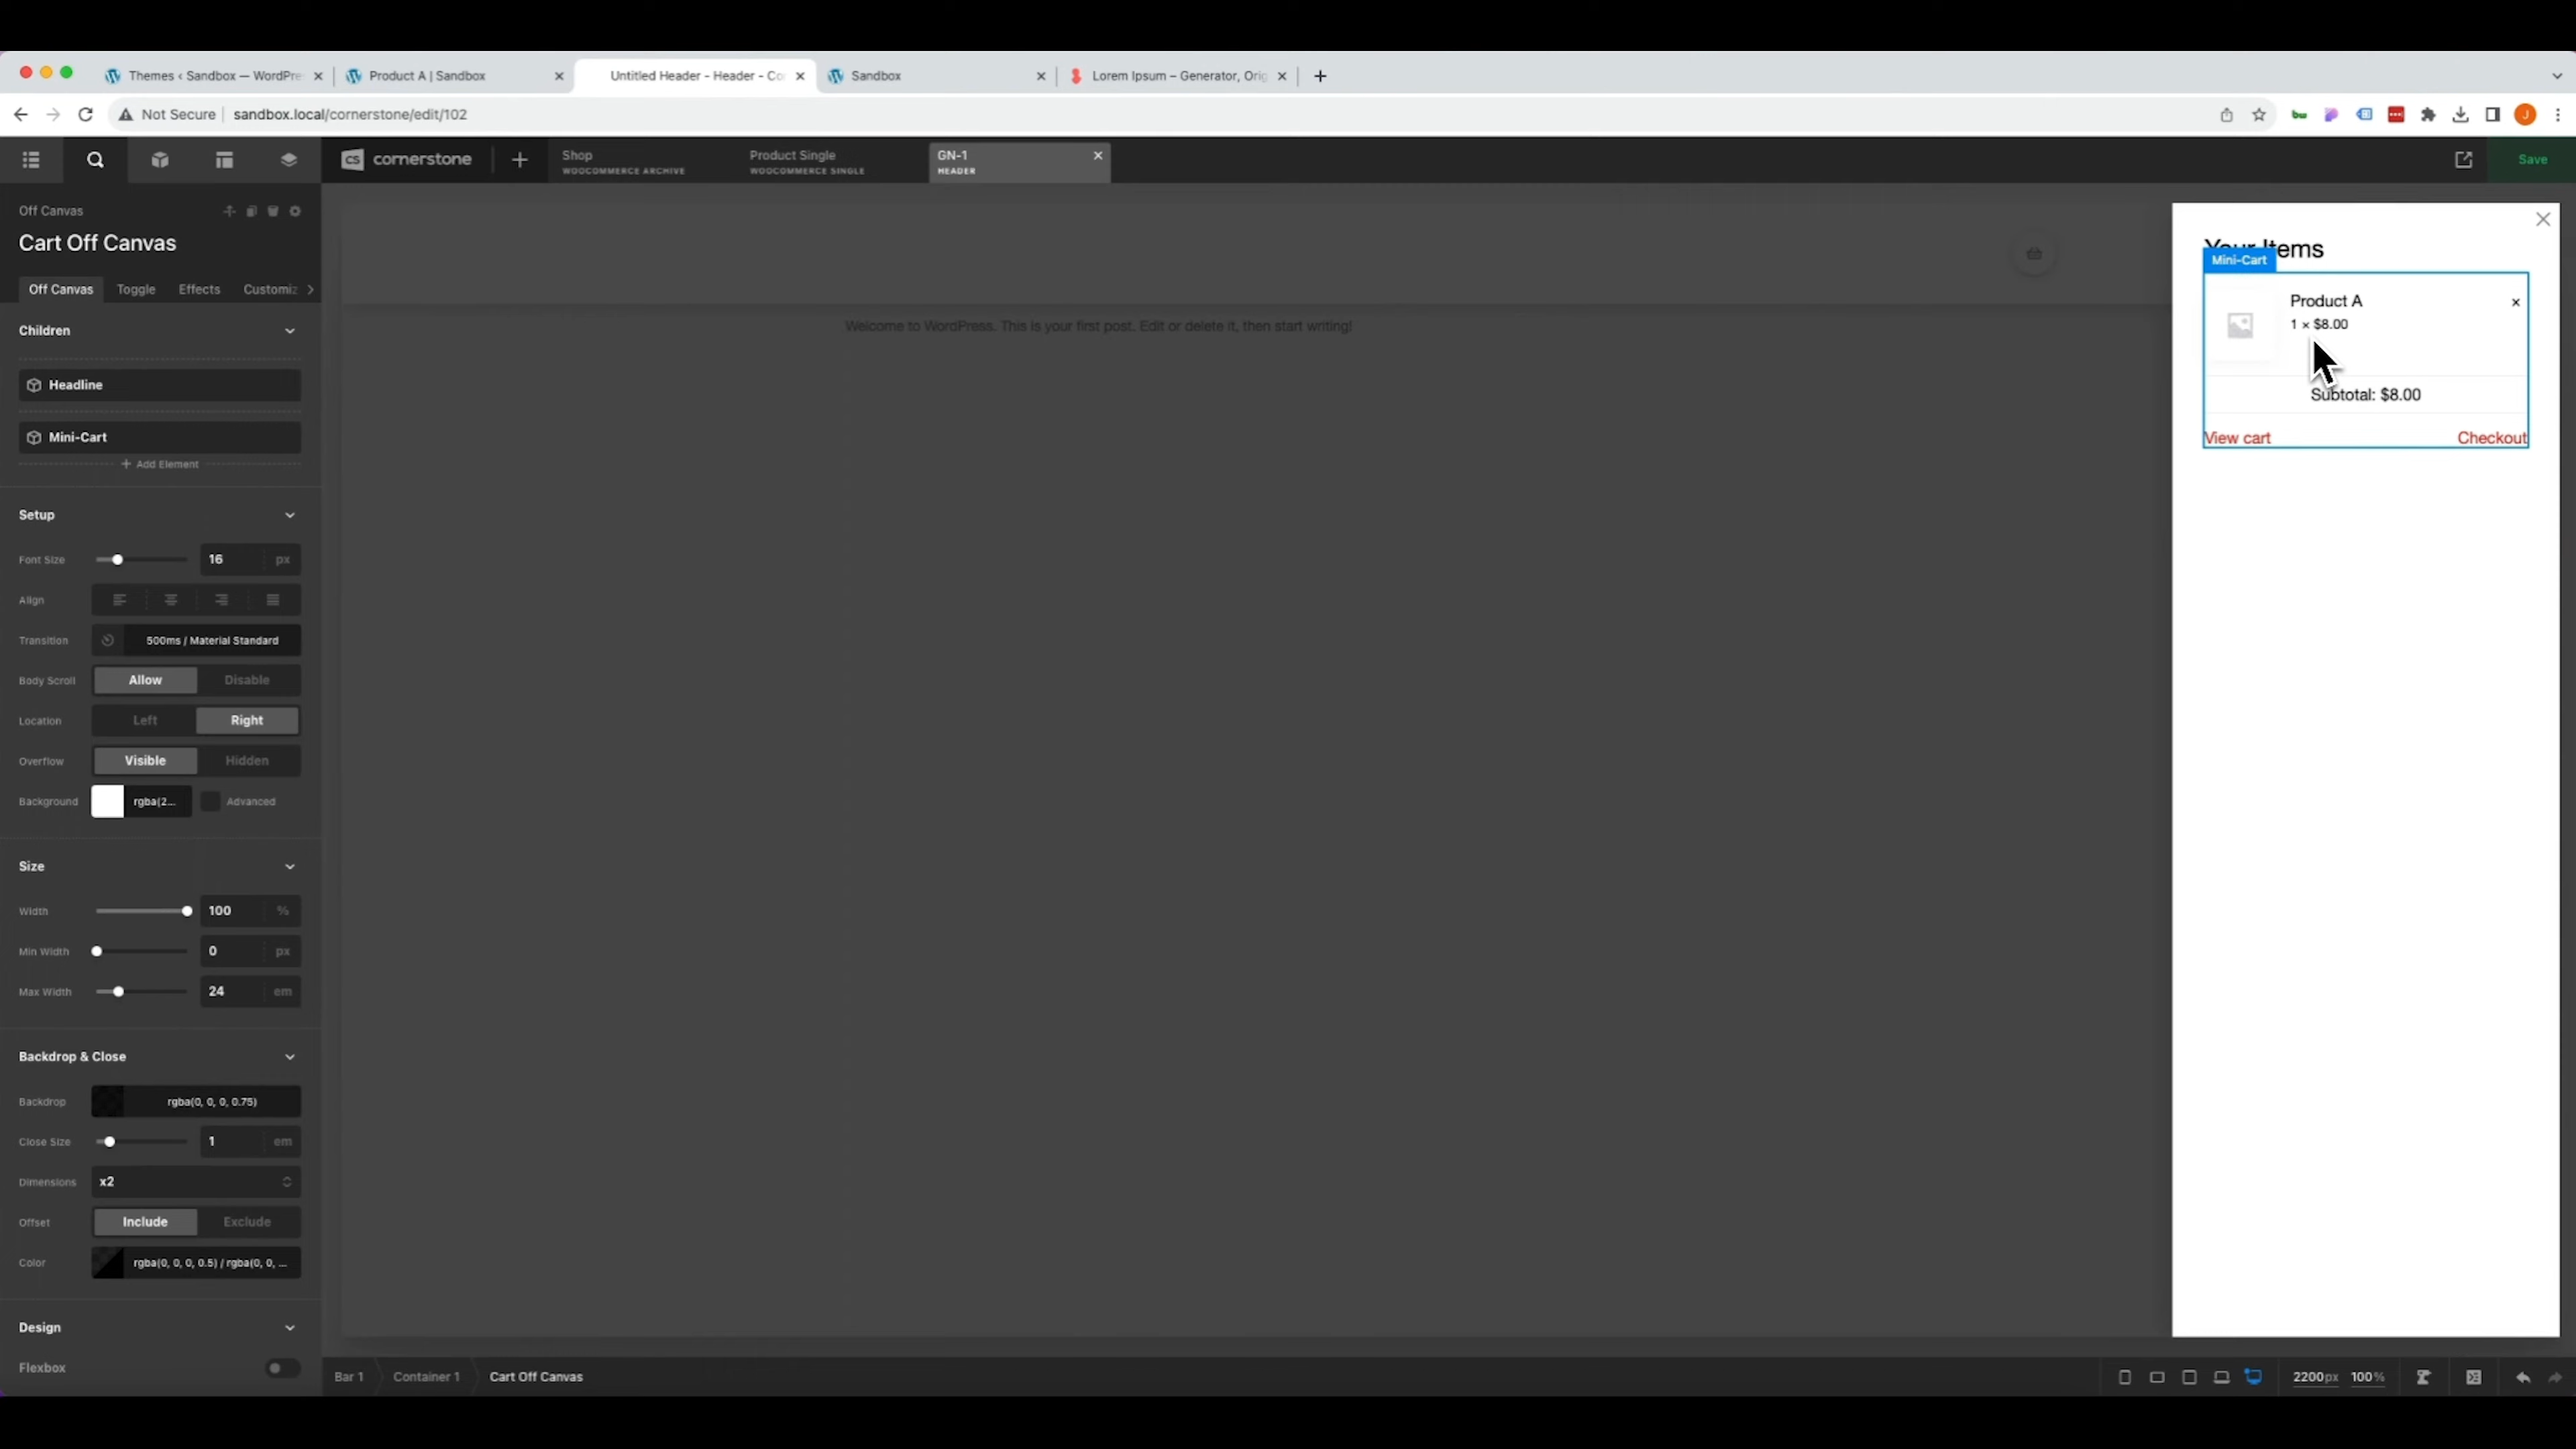 Themes ‹ Sandbox — WordPre
Product A | Sandbox
Untitled Header - Header - Co
Sandbox
Lorem Ipsum – Generator, Orig
Not Secure
sandbox.local/cornerstone/edit/102
J
cs cornerstone
Shop
WOOCOMMERCE ARCHIVE
Product Single
WOOCOMMERCE SINGLE
GN-1
HEADER
Save
Off Canvas
Cart Off Canvas
Off Canvas
Toggle
Effects
Customiz
Children
Headline
Mini-Cart
+ Add Element
Setup
Font Size
16
px
Align
Transition
500ms / Material Standard
Body Scroll
Allow
Disable
Location
Left
Right
Overflow
Visible
Hidden
Background
rgba(2...
Advanced
Size
Width
100
%
Min Width
0
px
Max Width
24
em
Backdrop & Close
Backdrop
rgba(0, 0, 0, 0.75)
Close Size
1
em
Dimensions
x2
Offset
Include
Exclude
Color
rgba(0, 0, 0, 0.5) / rgba(0, 0, ...
Design
Flexbox
Welcome to WordPress. This is your first post. Edit or delete it, then start writing!
Your Items
Mini-Cart
Product A
1 × $8.00
Subtotal: $8.00
View cart
Checkout
Bar 1
Container 1
Cart Off Canvas
2200px
100%